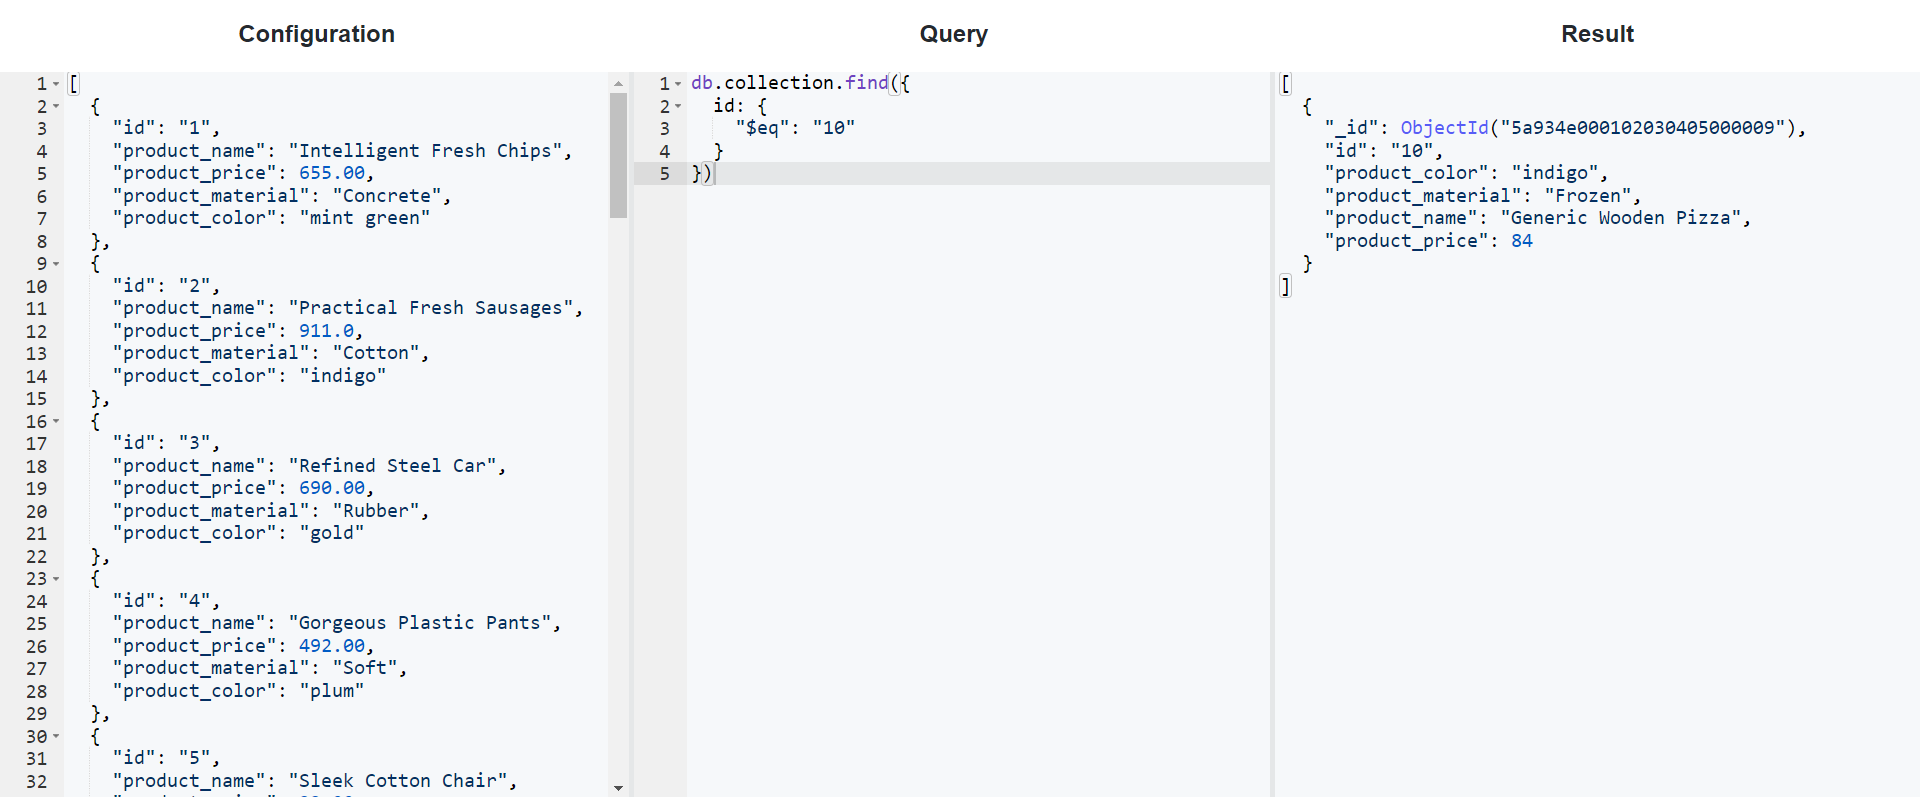 Configuration
1 [
2 {
3 "id": "1",
4 "product_name": "Intelligent Fresh Chips",
5 "product_price": 655.00,
6 "product_material": "Concrete",
7 "product_color": "mint green"
8 },
9 {
10 "id": "2",
11 "product_name": "Practical Fresh Sausages",
12 "product_price": 911.0,
13 "product_material": "Cotton",
14 "product_color": "indigo"
15 },
16 {
17 "id": "3",
18 "product_name": "Refined Steel Car",
19 "product_price": 690.00,
20 "product_material": "Rubber",
21 "product_color": "gold"
22 },
23 {
24 "id": "4",
25 "product_name": "Gorgeous Plastic Pants",
26 "product_price": 492.00,
27 "product_material": "Soft",
28 "product_color": "plum"
29 },
30 {
31 "id": "5",
32 "product_name": "Sleek Cotton Chair",
Query
1 db.collection.find({
2 id: {
3 "$eq": "10"
4 }
5 })
Result
[
{
"_id": ObjectId("5a934e000102030405000009"),
"id": "10",
"product_color": "indigo",
"product_material": "Frozen",
"product_name": "Generic Wooden Pizza",
"product_price": 84
}
]